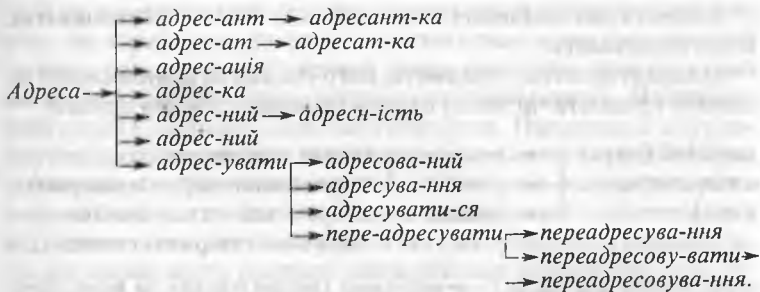 адрес-ант → адресант-ка
адрес-ат → адресат-ка
адрес-ація
Адреса → адрес-ка
адрес-ний → адресн-ість
адре́с-ний
адрес-увати → адресова-ний
адресува-ння
адресувати-ся
пере-адресувати → переадресува-ння
переадресову-вати →
→ переадресовува-ння.